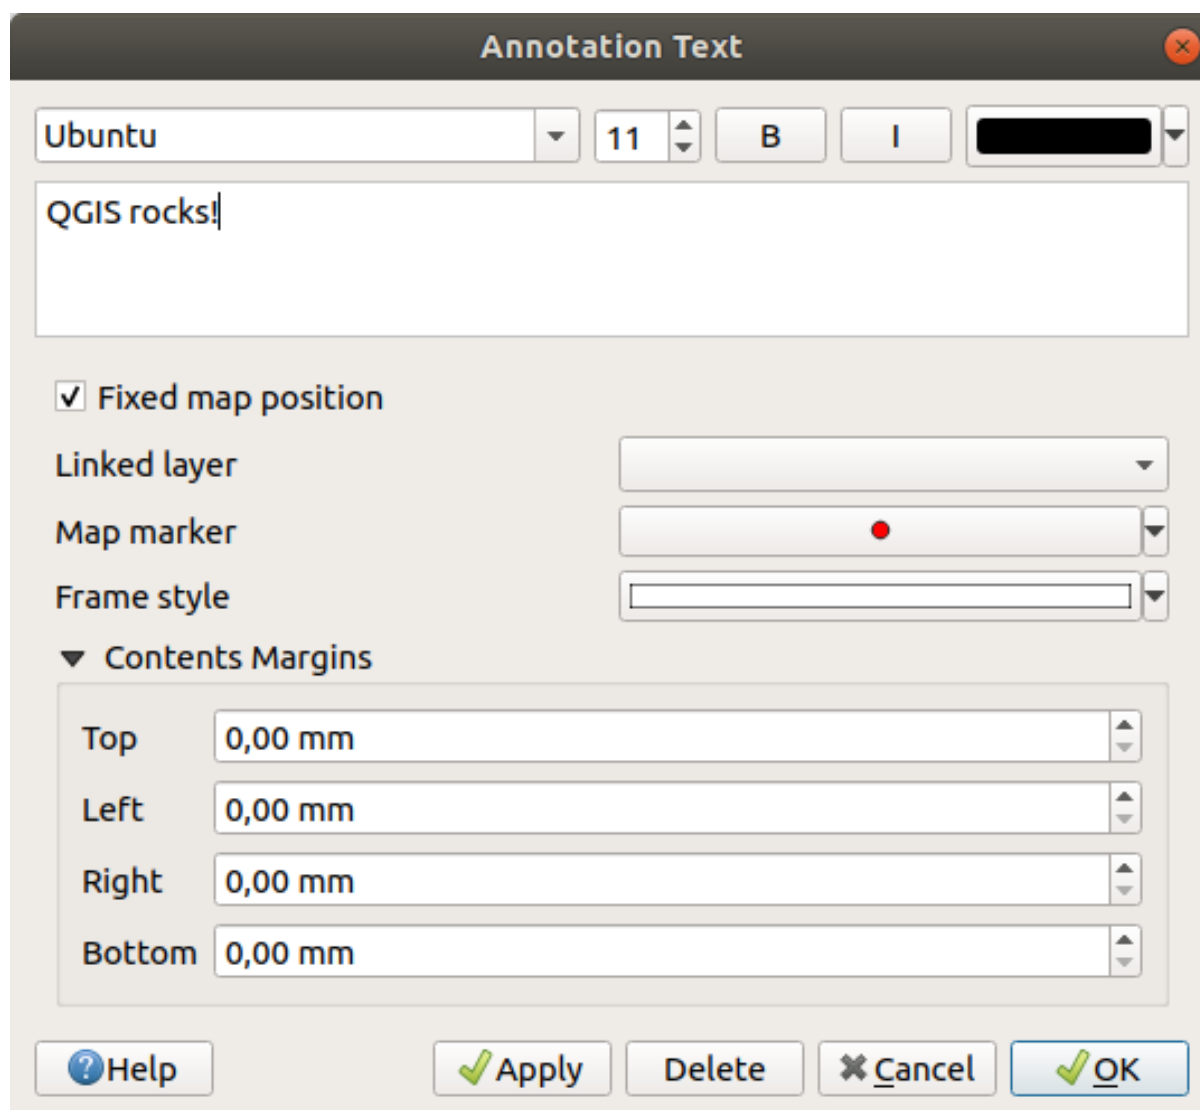 Annotation Text
Ubuntu 11 B I
QGIS rocks!
Fixed map position
Linked layer
Map marker
Frame style
Contents Margins
Top 0,00 mm
Left 0,00 mm
Right 0,00 mm
Bottom 0,00 mm
?Help Apply Delete Cancel OK